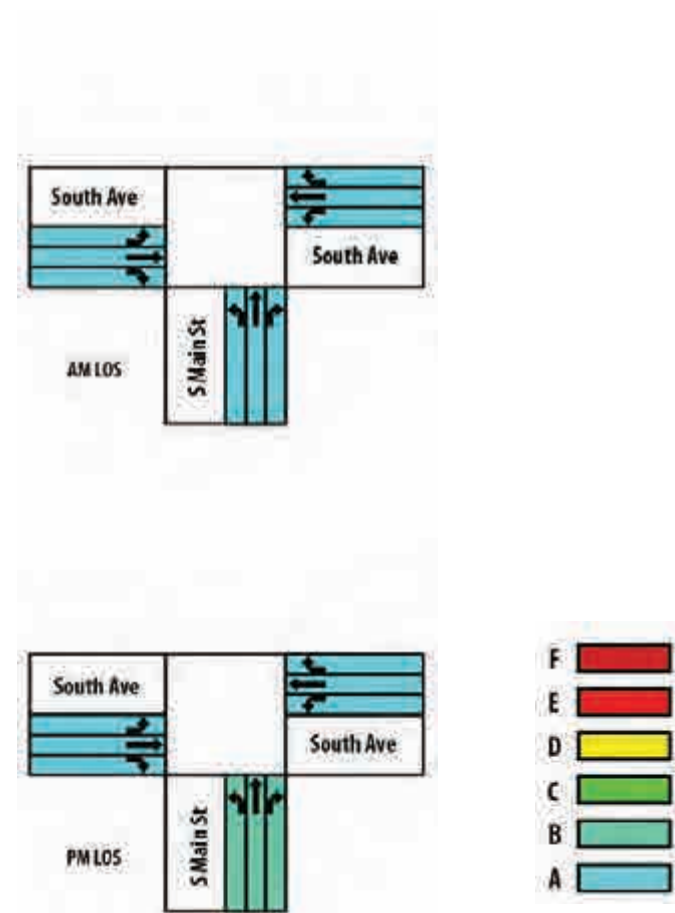 South Ave
South Ave
S Main St
AM LOS
South Ave
South Ave
S Main St
PM LOS
F
E
D
C
B
A